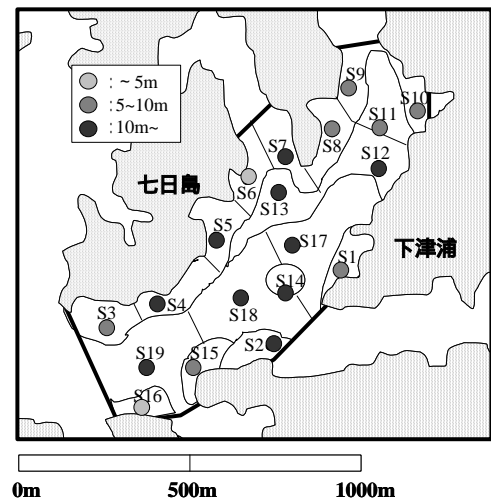 : ~ 5m
: 5~10m
: 10m~
S9
S10
S11
S8
S7
S12
七日島
S6
S13
S5
S17
下津浦
S1
S14
S4
S18
S3
S2
S19
S15
S16
0m 500m 1000m